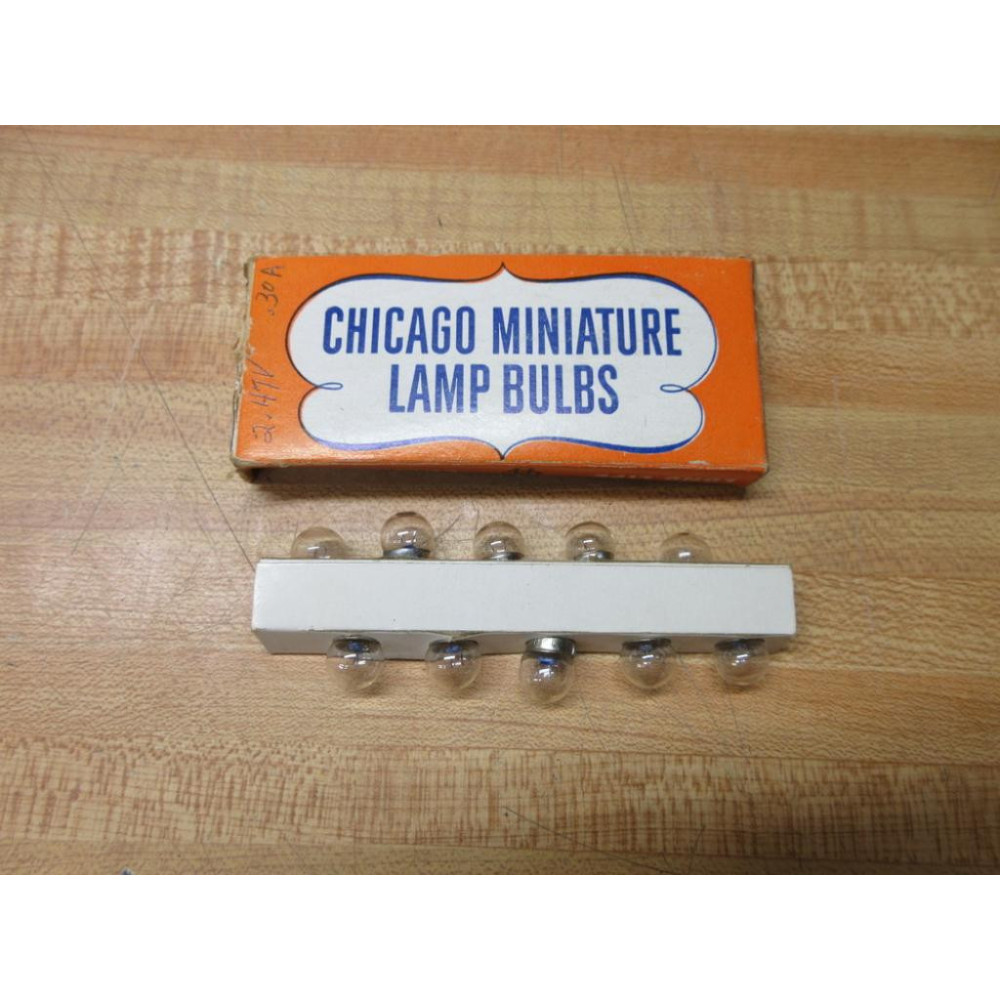 CHICAGO MINIATURE
LAMP BULBS
2.47V .30A